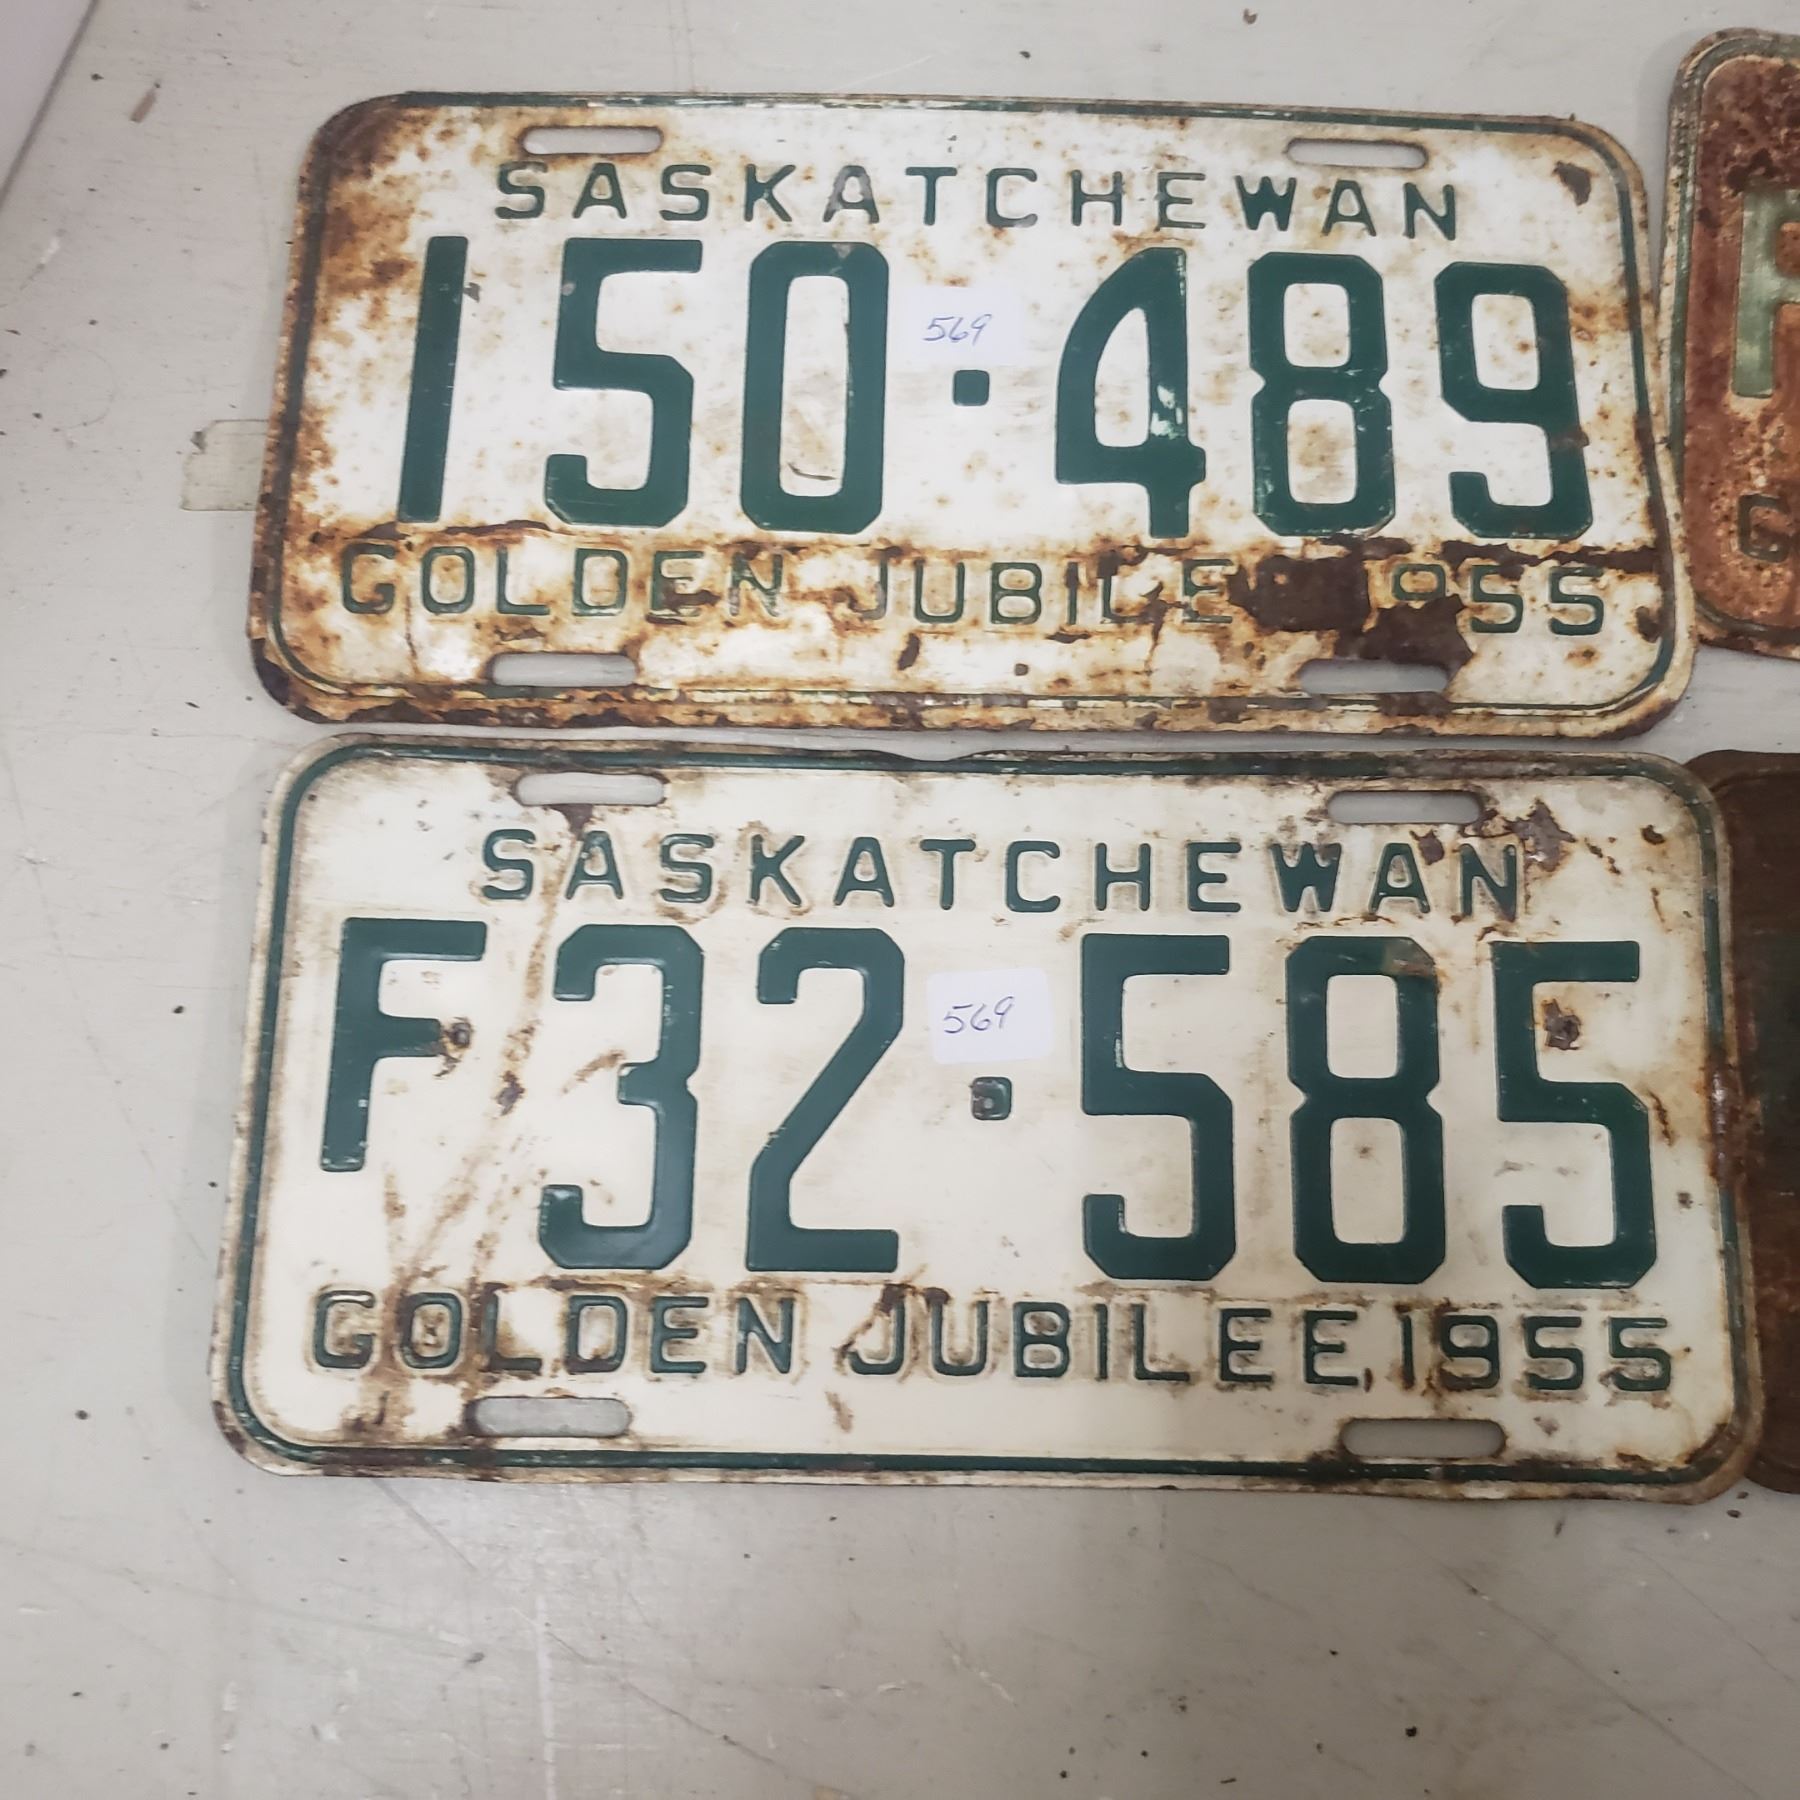 SASKATCHEWAN
150·489
569
GOLDEN JUBILEE 1955
SASKATCHEWAN
F32·585
569
GOLDEN JUBILEE, 1955